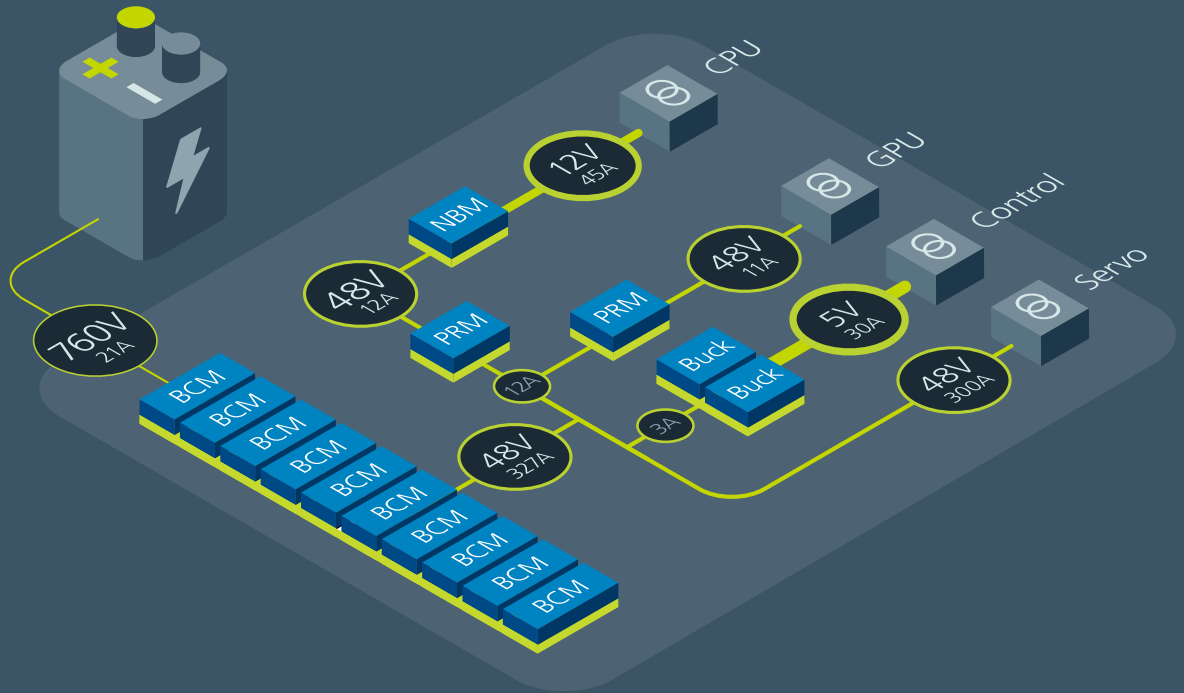 CPU
12V
45A
GPU
NBM
Control
48V
11A
48V
12A
Servo
PRM
5V
30A
760V
21A
PRM
Buck
Buck
12A
48V
300A
3A
48V
327A
BCM
BCM
BCM
BCM
BCM
BCM
BCM
BCM
BCM
BCM